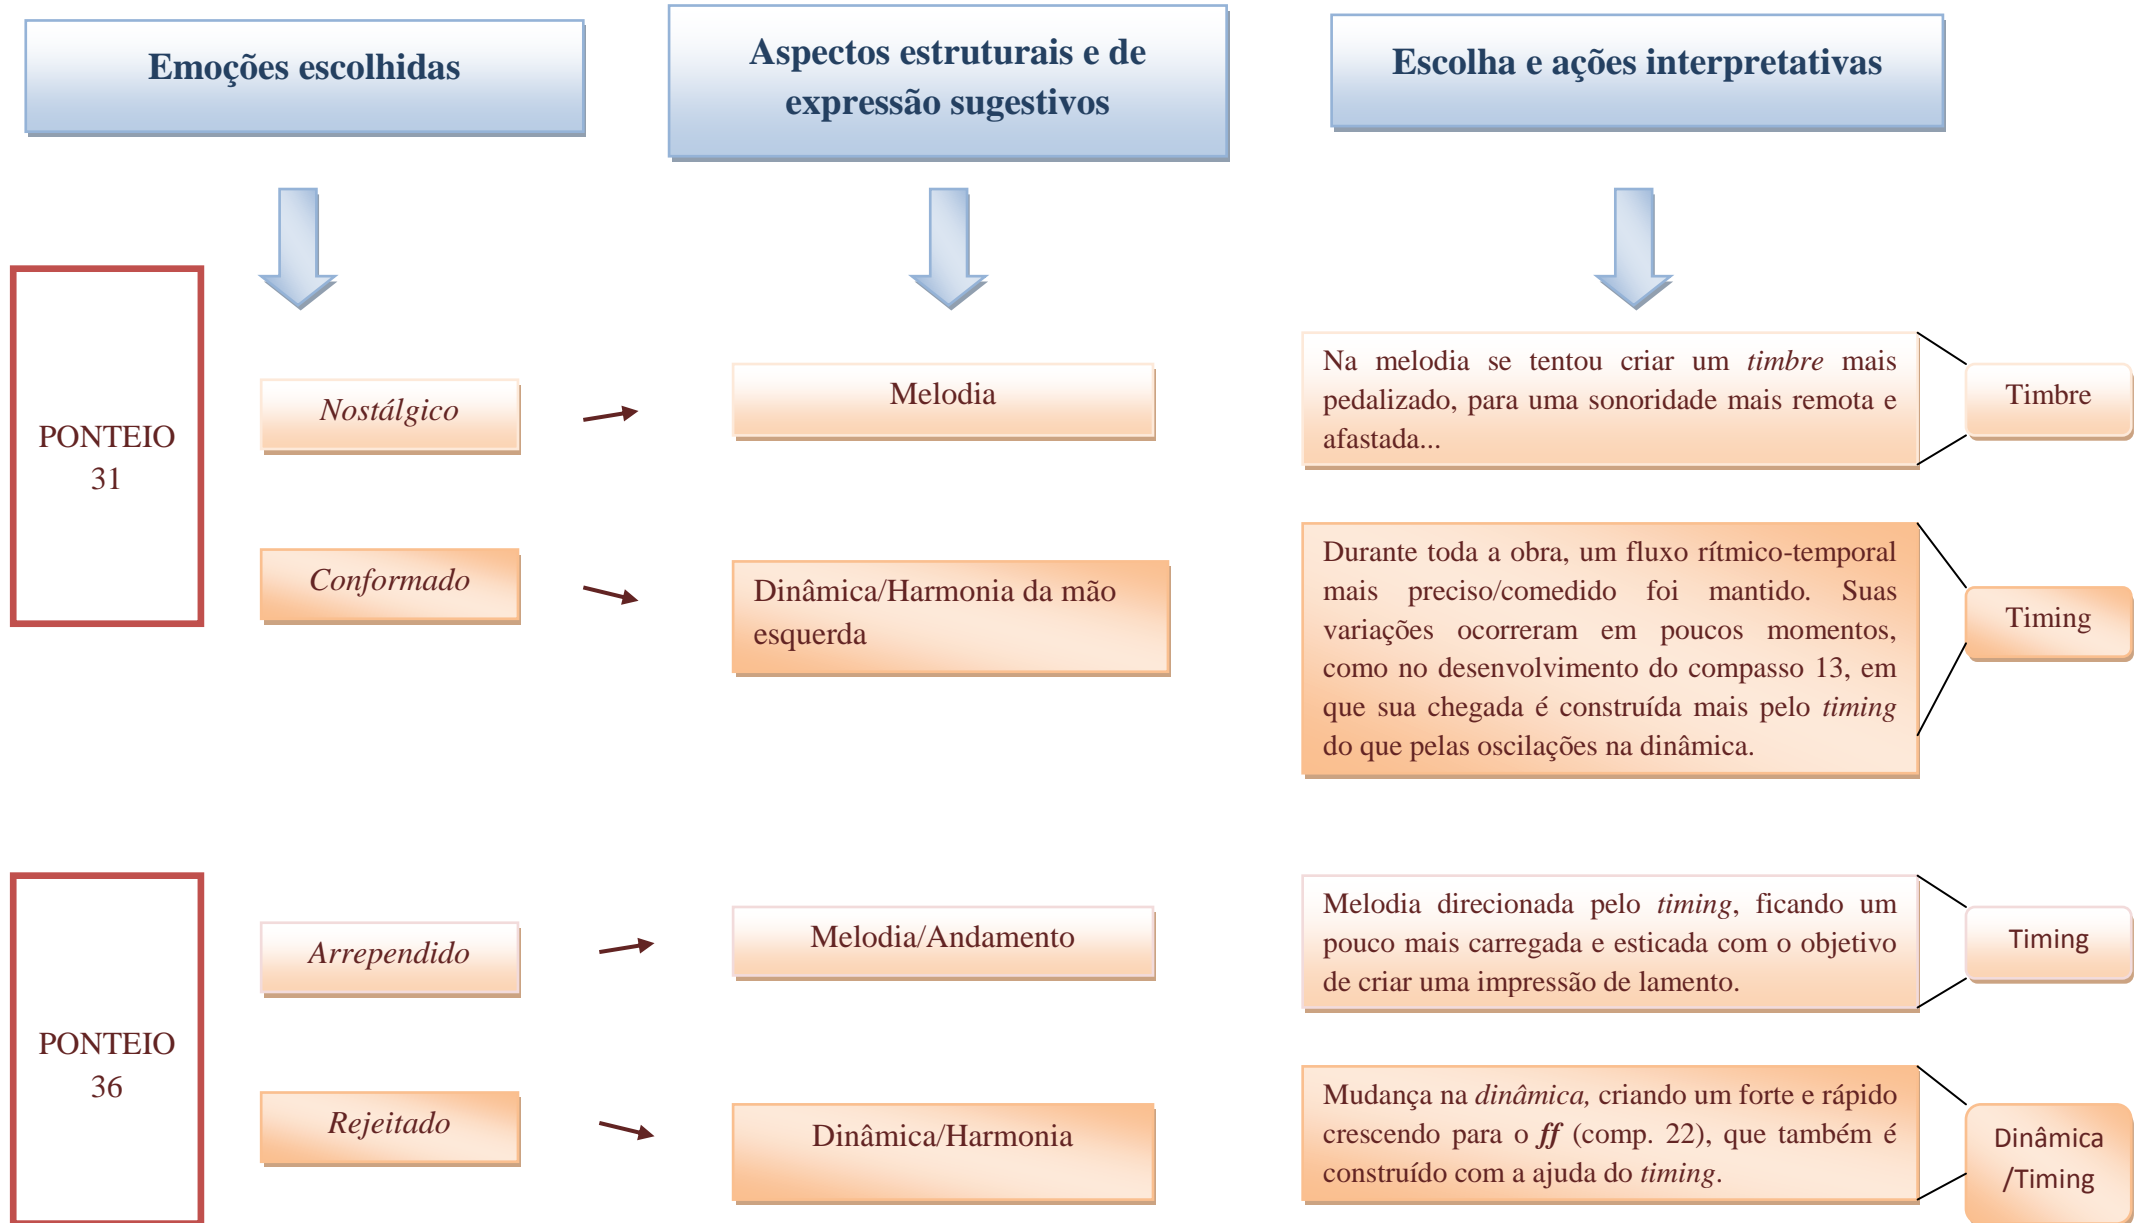 Emoções escolhidas
Aspectos estruturais e de
expressão sugestivos
Escolha e ações interpretativas
PONTEIO
31
Nostálgico
Melodia
Na melodia se tentou criar um timbre mais
pedalizado, para uma sonoridade mais remota e
afastada...
Timbre
Conformado
Dinâmica/Harmonia da mão
esquerda
Durante toda a obra, um fluxo rítmico-temporal
mais preciso/comedido foi mantido. Suas
variações ocorreram em poucos momentos,
como no desenvolvimento do compasso 13, em
que sua chegada é construída mais pelo timing
do que pelas oscilações na dinâmica.
Timing
PONTEIO
36
Arrependido
Melodia/Andamento
Melodia direcionada pelo timing, ficando um
pouco mais carregada e esticada com o objetivo
de criar uma impressão de lamento.
Timing
Rejeitado
Dinâmica/Harmonia
Mudança na dinâmica, criando um forte e rápido
crescendo para o ff (comp. 22), que também é
construído com a ajuda do timing.
Dinâmica
/Timing